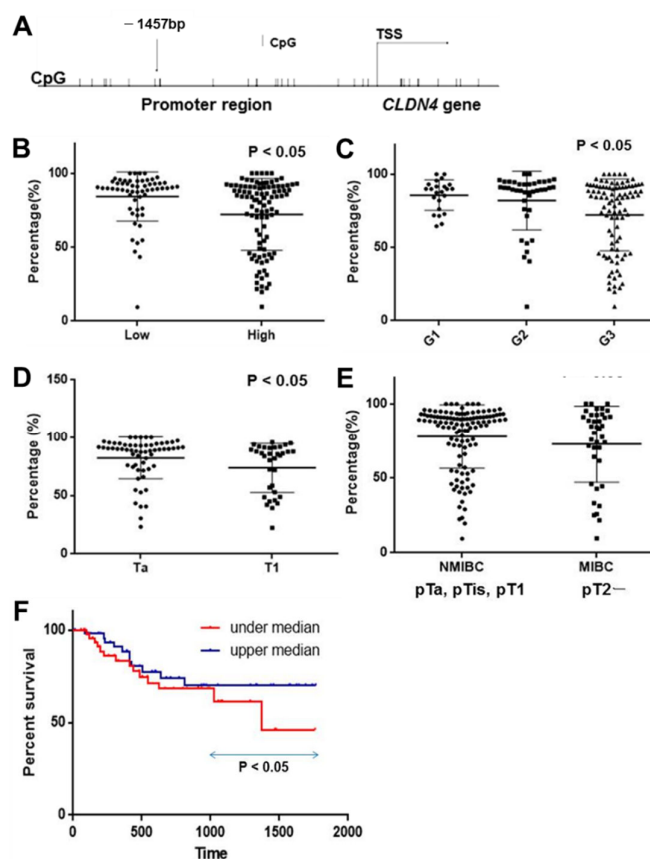 A
− 1457bp
CpG
TSS
CpG
Promoter region
CLDN4 gene
B
P < 0.05
Percentage(%)
100
50
0
Low
High
C
P < 0.05
Percentage(%)
100
50
0
G1
G2
G3
D
P < 0.05
Percentage (%)
150
100
50
0
Ta
T1
E
Percentage (%)
100
50
0
NMIBC
MIBC
pTa, pTis, pT1
pT2—
F
under median
upper median
Percent survival
100
50
0
P < 0.05
0
500
1000
1500
2000
Time